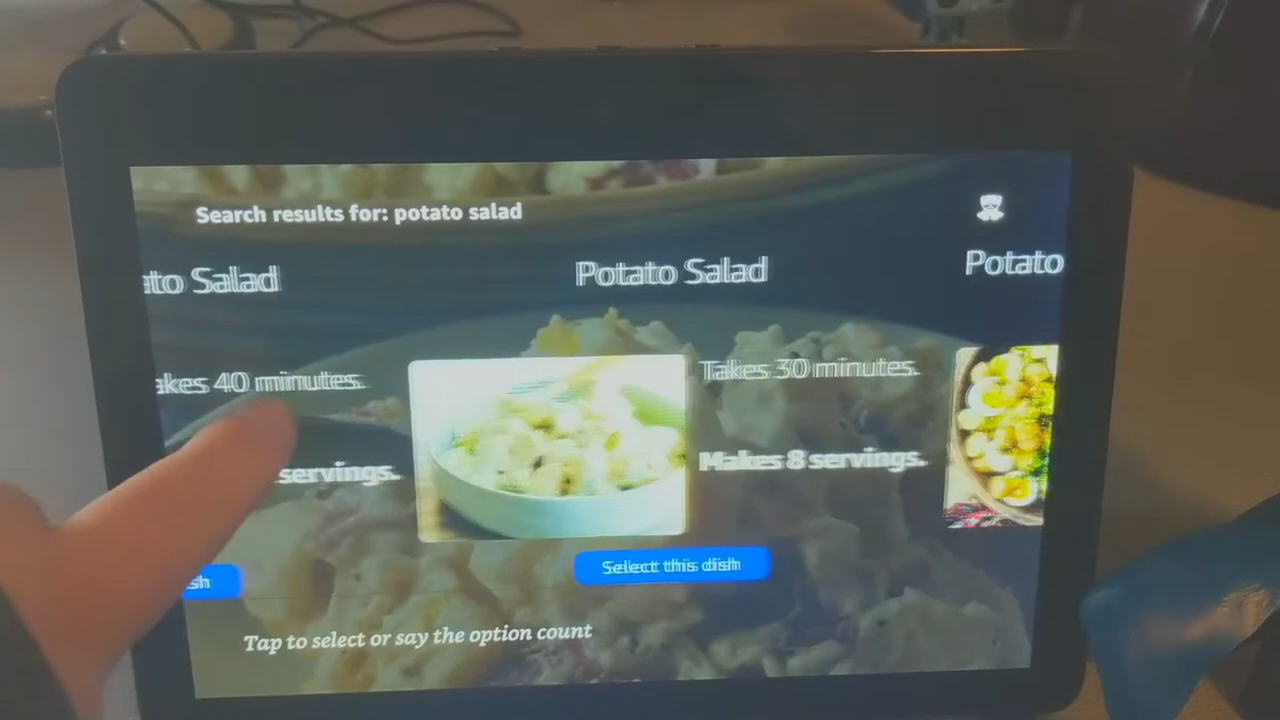 Search results for: potato salad
to Salad
Potato Salad
Potato
akes 40 minutes.
Takes 30 minutes.
servings.
Makes 8 servings.
sh
Select this dish
Tap to select or say the option count